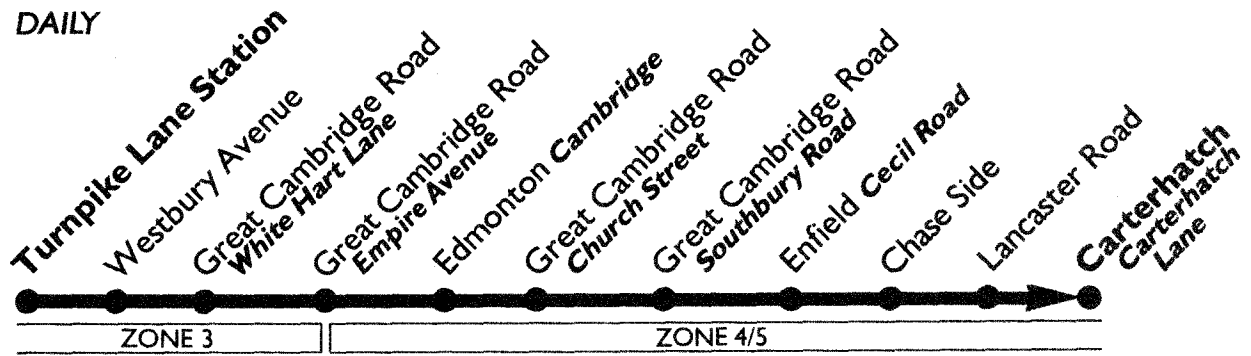 DAILY
Turnpike Lane Station
Westbury Avenue
Great Cambridge Road
White Hart Lane
Great Cambridge Road
Empire Avenue
Edmonton Cambridge
Great Cambridge Road
Church Street
Great Cambridge Road
Southbury Road
Enfield Cecil Road
Chase Side
Lancaster Road
Carterhatch
Carterhatch
Lane
ZONE 3
ZONE 4/5